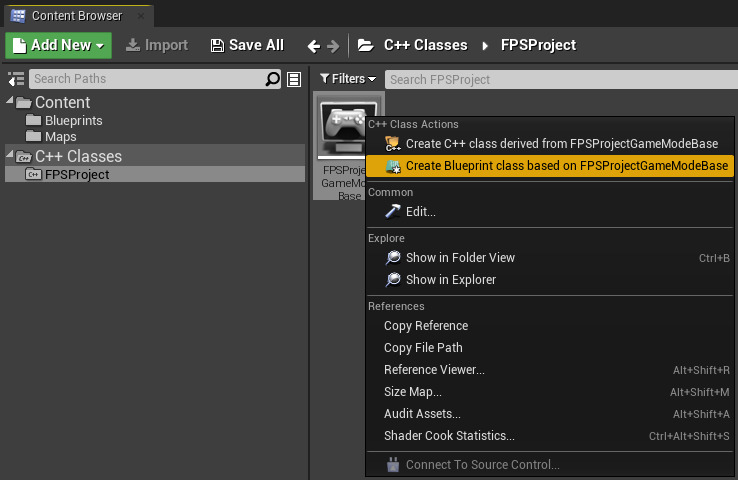 Content Browser
Add New Import Save All C++ Classes FPSProject
Search Paths
Filters Search FPSProject
Content
Blueprints
Maps
C++ Classes
FPSProject
FPSProje
GameMode
Base
C++ Class Actions
Create C++ class derived from FPSProjectGameModeBase
Create Blueprint class based on FPSProjectGameModeBase
Common
Edit...
Explore
Show in Folder View Ctrl+B
Show in Explorer
References
Copy Reference
Copy File Path
Reference Viewer... Alt+Shift+R
Size Map... Alt+Shift+M
Audit Assets... Alt+Shift+A
Shader Cook Statistics... Ctrl+Alt+Shift+S
Connect To Source Control...